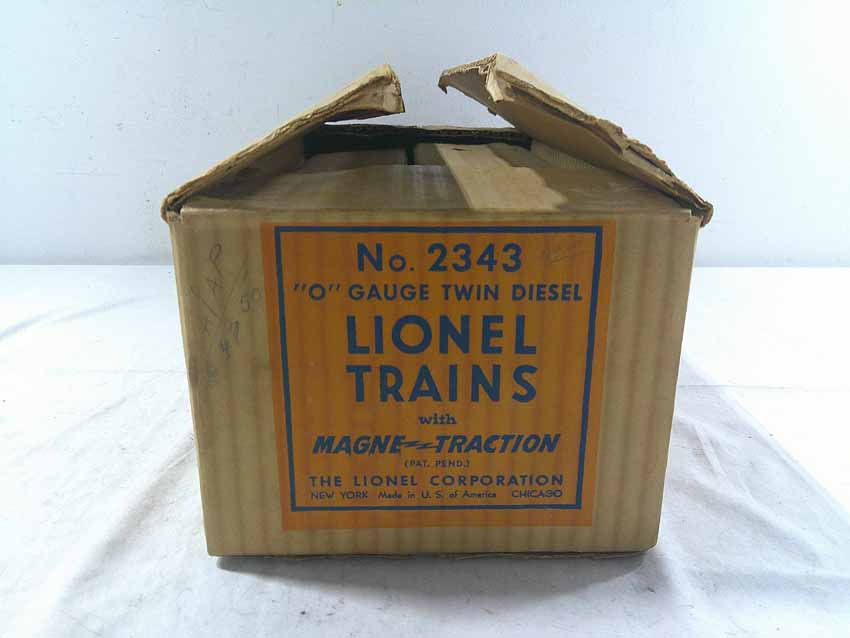 No. 2343
"O" GAUGE TWIN DIESEL
LIONEL
TRAINS
with
MAGNE-TRACTION
(PAT. PEND.)
THE LIONEL CORPORATION
NEW YORK Made in U. S. of America CHICAGO